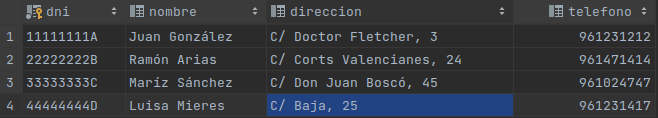 dni nombre direccion telefono
1 11111111A Juan González C/ Doctor Fletcher, 3 961231212
2 22222222B Ramón Arias C/ Corts Valencianes, 24 961471414
3 33333333C Maríz Sánchez C/ Don Juan Boscó, 45 961024747
4 44444444D Luisa Mieres C/ Baja, 25 961231417